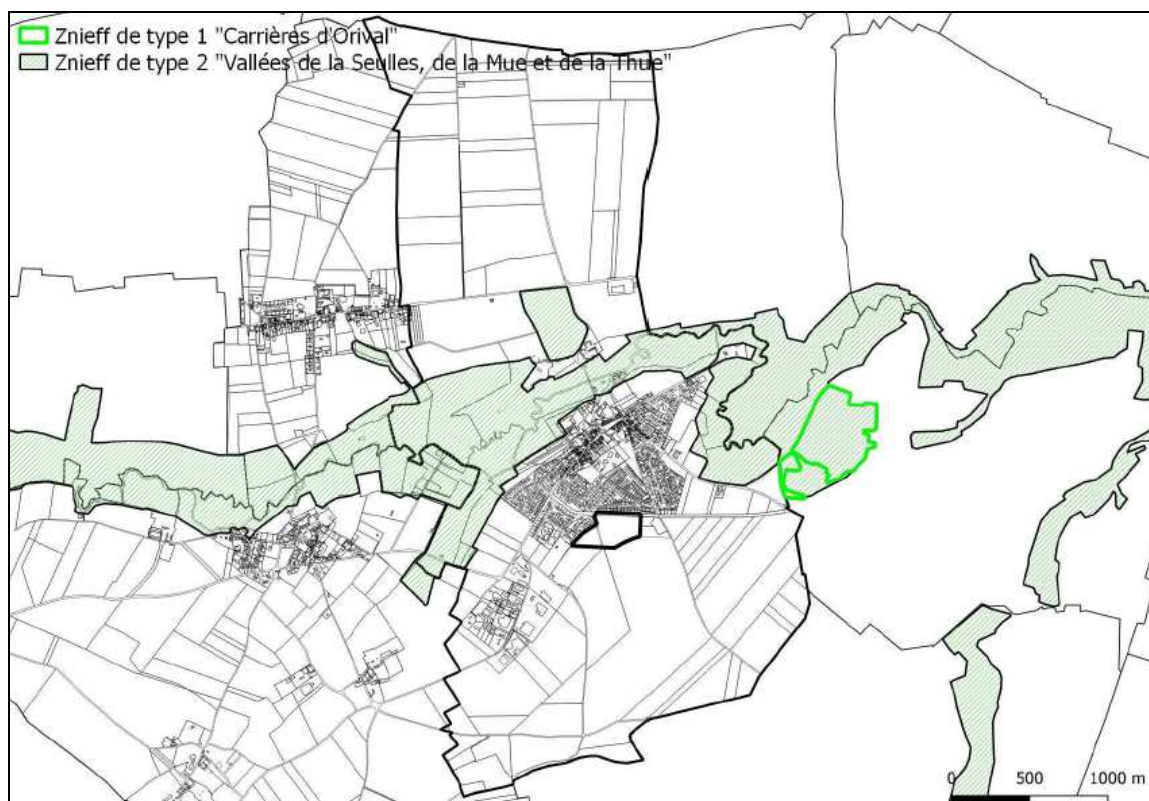 Znieff de type 1 "Carrières d'Orival"
Znieff de type 2 "Vallées de la Seulles, de la Mue et de la Thue"
0 500 1000 m